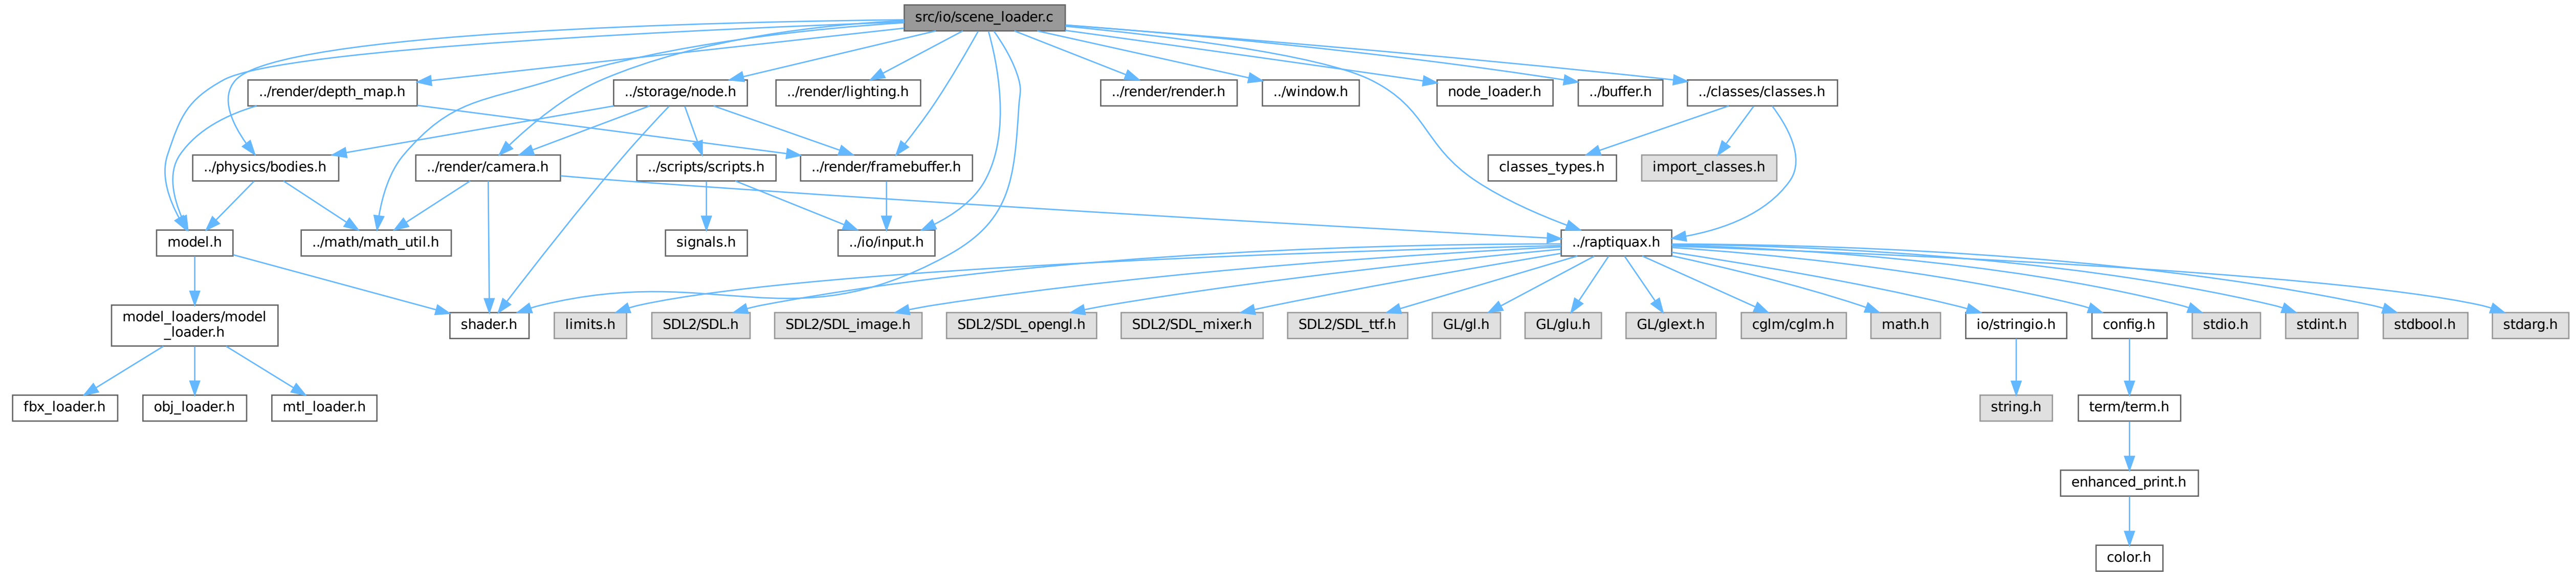 src/io/scene_loader.c
../render/depth_map.h
../storage/node.h
../render/lighting.h
../render/render.h
../window.h
node_loader.h
../buffer.h
../classes/classes.h
../physics/bodies.h
../render/camera.h
../scripts/scripts.h
../render/framebuffer.h
classes_types.h
import_classes.h
model.h
../math/math_util.h
signals.h
../io/input.h
../raptiquax.h
model_loaders/model
_loader.h
shader.h
limits.h
SDL2/SDL.h
SDL2/SDL_image.h
SDL2/SDL_opengl.h
SDL2/SDL_mixer.h
SDL2/SDL_ttf.h
GL/gl.h
GL/glu.h
GL/glext.h
cglm/cglm.h
math.h
io/stringio.h
config.h
stdio.h
stdint.h
stdbool.h
stdarg.h
fbx_loader.h
obj_loader.h
mtl_loader.h
string.h
term/term.h
enhanced_print.h
color.h